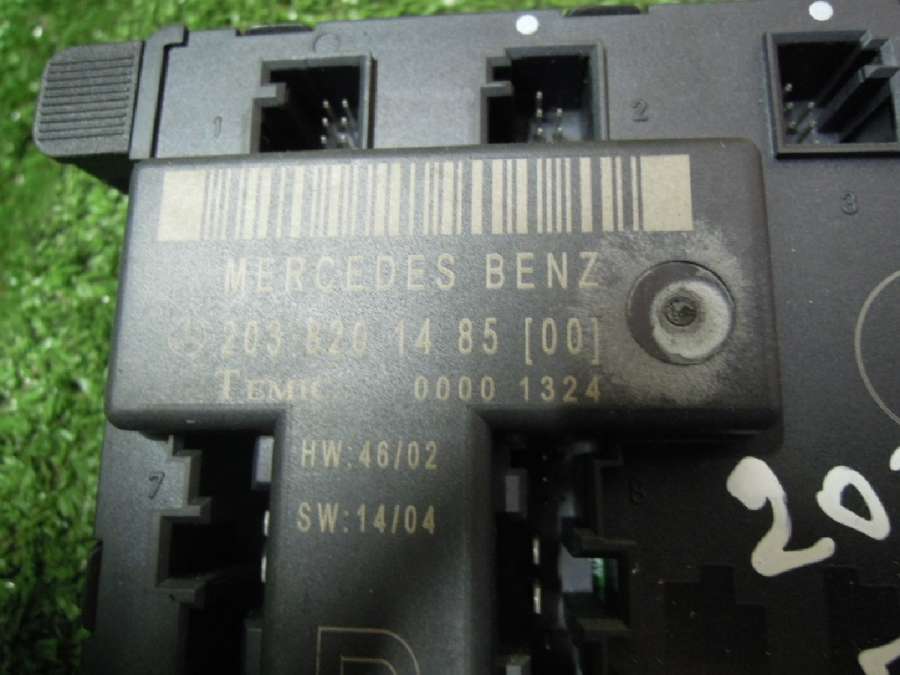 1
2
3
MERCEDES BENZ
203 820 14 85 [00]
TEMIC 0000 1324
HW:46/02
7
SW:14/04